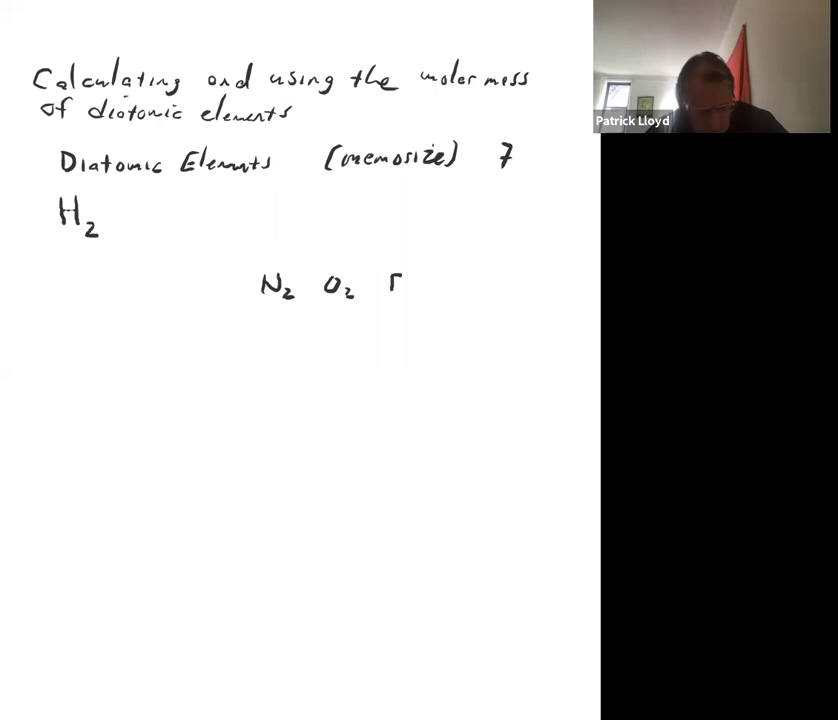 Calculating and using the molar mass
of diatomic elements
Patrick Lloyd
Diatomic Elements (memorize) 7
H₂
N₂ O₂